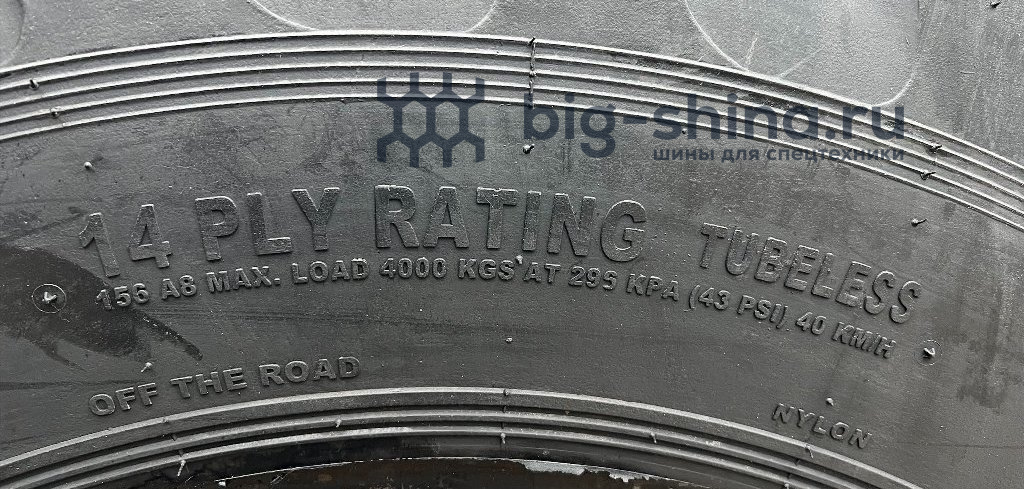 big-shina.ru
шины для спецтехники
14 PLY RATING TUBELESS
156 A8 MAX. LOAD 4000 KGS AT 295 KPA (43 PSI) 40 KMH
OFF THE ROAD
NYLON